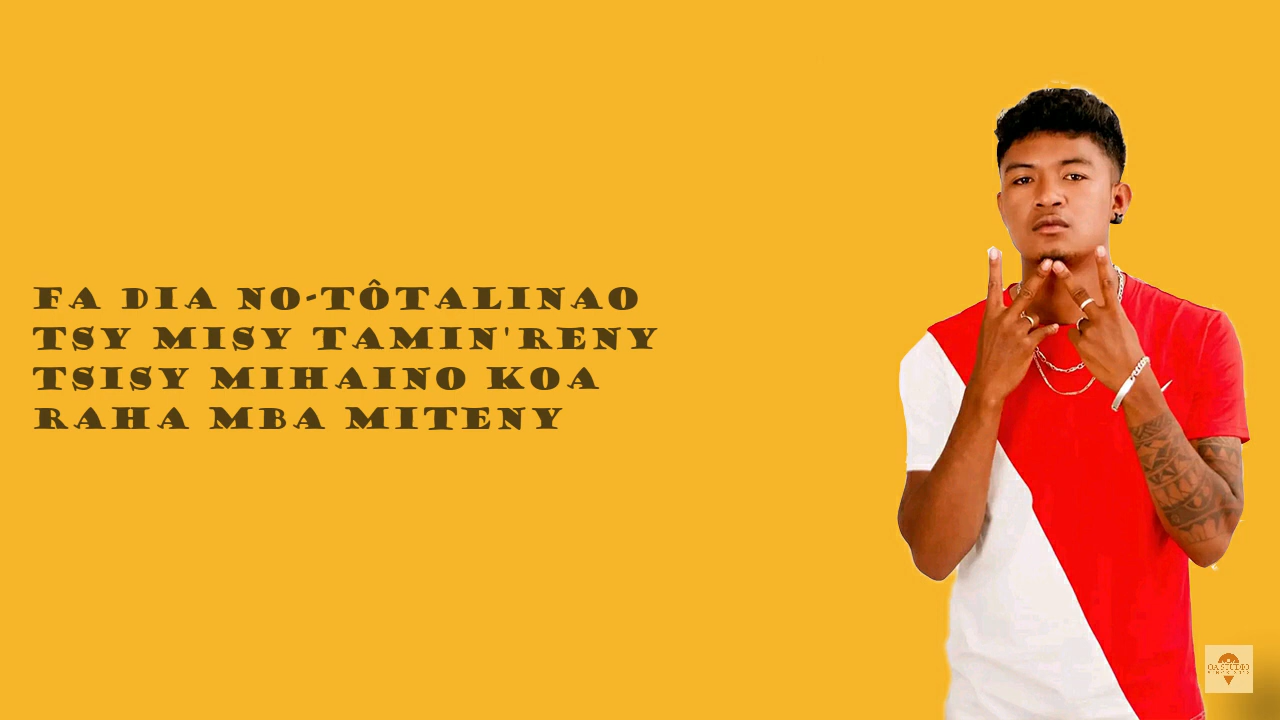 FA DIA NO-TÔTALINAO
TSY MISY TAMIN'RENY
TSISY MIHAINO KOA
RAHA MBA MITENY